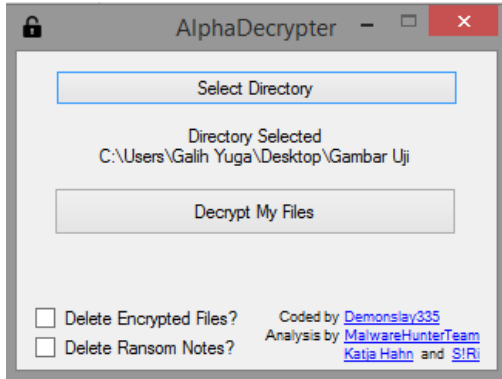 AlphaDecrypter
Select Directory
Directory Selected
C:\Users\Galih Yuga\Desktop\Gambar Uji
Decrypt My Files
Delete Encrypted Files?
Delete Ransom Notes?
Coded by Demonslay335
Analysis by MalwareHunterTeam
Katja Hahn and S!Ri